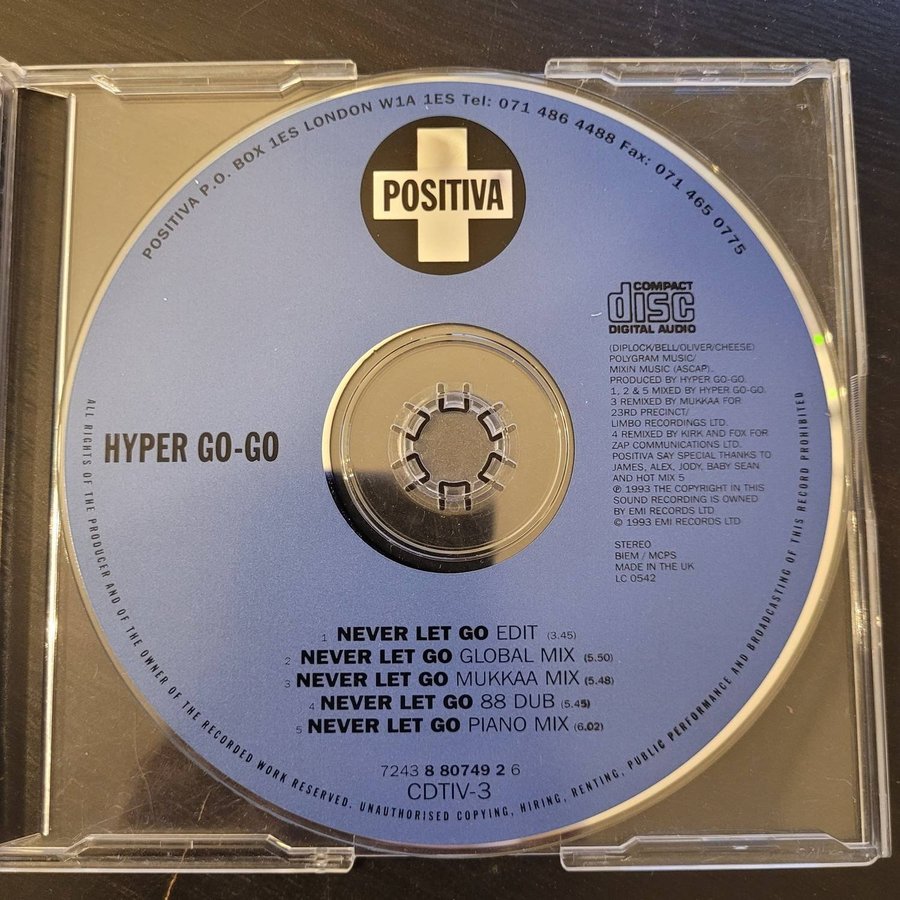 POSITIVA P.O. BOX 1ES LONDON W1A 1ES Tel: 071 486 4488 Fax: 071 465 0775
POSITIVA
COMPACT
disc
DIGITAL AUDIO
(DIPLOCK/BELL/OLIVER/CHEESE)
POLYGRAM MUSIC/
MIXIN MUSIC (ASCAP).
PRODUCED BY HYPER GO-GO.
1, 2 & 5 MIXED BY HYPER GO-GO.
3 REMIXED BY MUKKAA FOR
23RD PRECINCT/
LIMBO RECORDINGS LTD.
4 REMIXED BY KIRK AND FOX FOR
ZAP COMMUNICATIONS LTD.
POSITIVA SAY SPECIAL THANKS TO
JAMES, ALEX, JODY, BABY SEAN
AND HOT MIX 5
℗ 1993 THE COPYRIGHT IN THIS
SOUND RECORDING IS OWNED
BY EMI RECORDS LTD
© 1993 EMI RECORDS LTD
STEREO
BIEM / MCPS
MADE IN THE UK
LC 0542
HYPER GO-GO
1 NEVER LET GO EDIT (3.45)
2 NEVER LET GO GLOBAL MIX (5.50)
3 NEVER LET GO MUKKAA MIX (5.48)
4 NEVER LET GO 88 DUB (5.45)
5 NEVER LET GO PIANO MIX (6.02)
7243 8 80749 2 6
CDTIV-3
ALL RIGHTS OF THE PRODUCER AND OF THE OWNER OF THE RECORDED WORK RESERVED. UNAUTHORISED COPYING, HIRING, RENTING, PUBLIC PERFORMANCE AND BROADCASTING OF THIS RECORD PROHIBITED